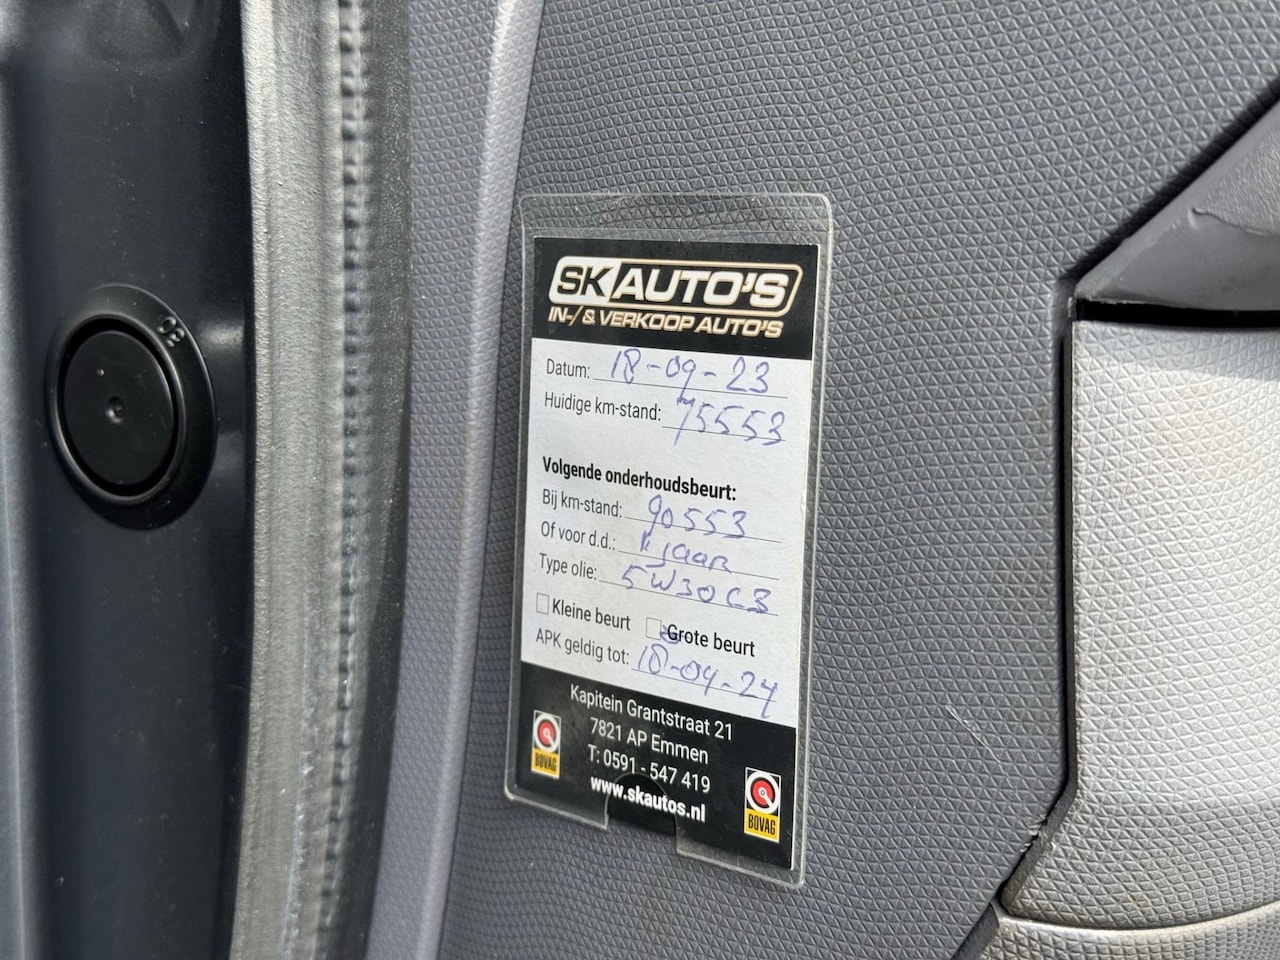 02
SK AUTO'S
IN-/ & VERKOOP AUTO'S
Datum: 18-09-23
Huidige km-stand: 75553
Volgende onderhoudsbeurt:
Bij km-stand: 90553
Of voor d.d.: 1 jaar
Type olie: 5W30 C3
Kleine beurt Grote beurt
APK geldig tot: 18-09-24
Kapitein Grantstraat 21
7821 AP Emmen
T: 0591 - 547 419
www.skautos.nl
BOVAG BOVAG